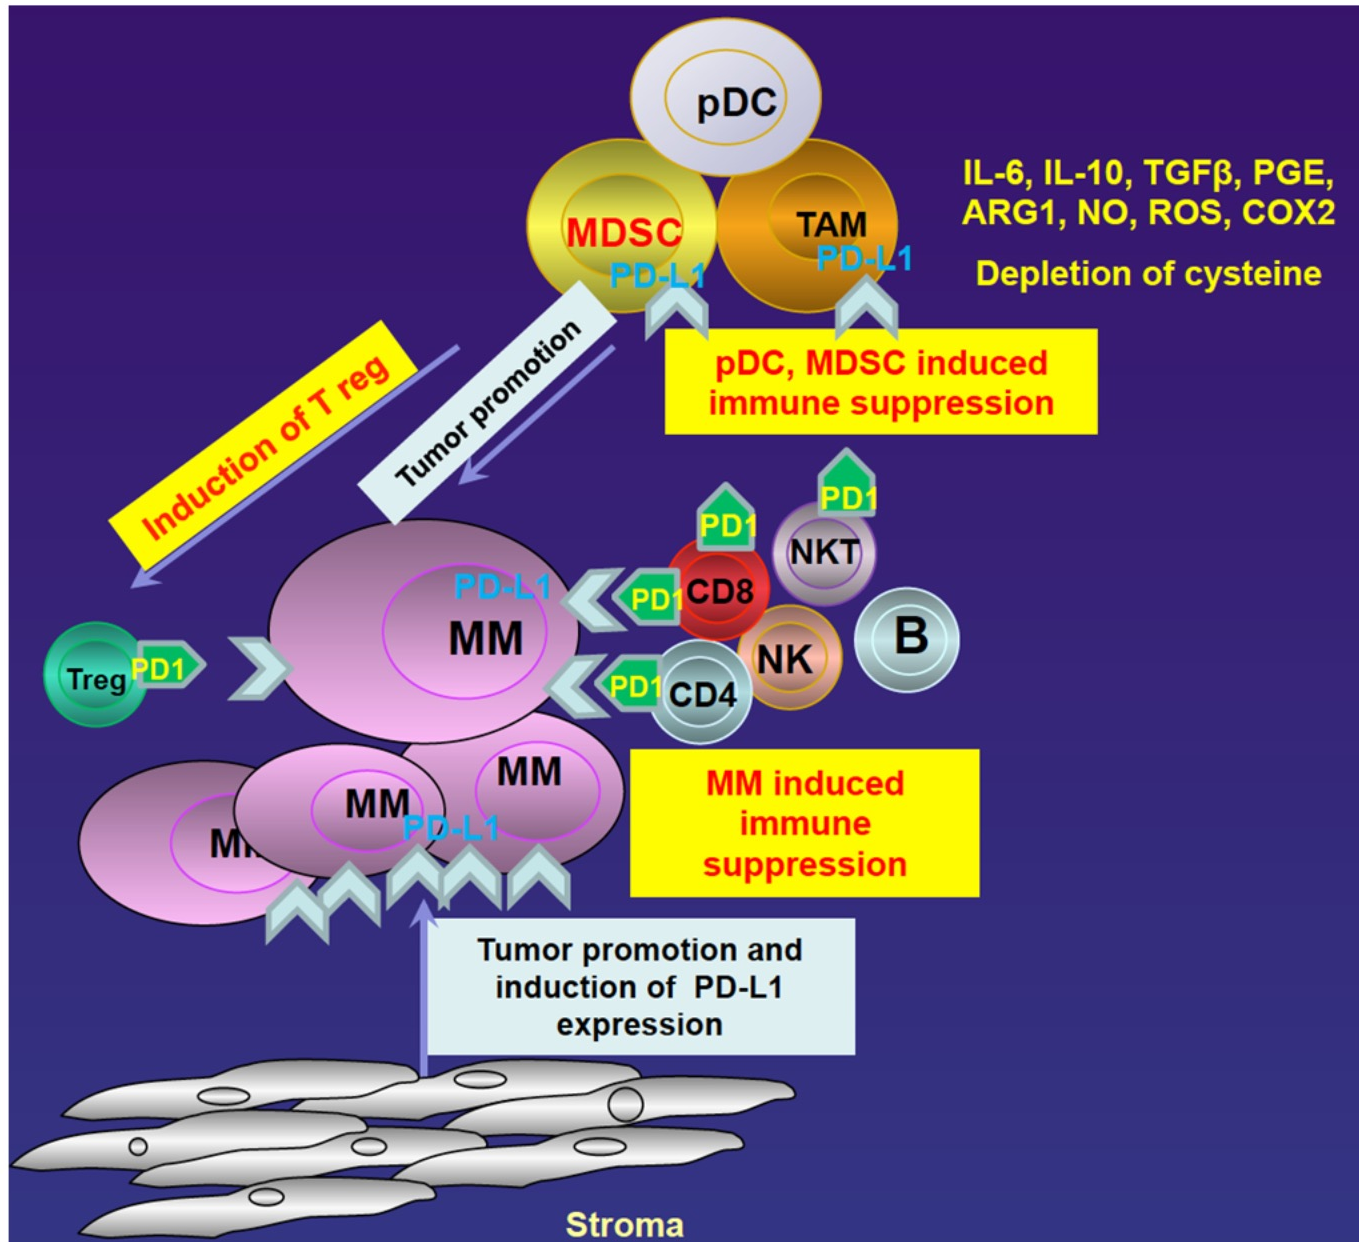 pDC
MDSC
PD-L1
TAM
PD-L1
IL-6, IL-10, TGFβ, PGE,
ARG1, NO, ROS, COX2
Depletion of cysteine
pDC, MDSC induced
immune suppression
Induction of T reg
Tumor promotion
PD1
PD1
NKT
PD-L1
MM
PD1
CD8
B
NK
Treg
PD1
PD1
CD4
MM
MM
PD-L1
MM induced
immune
suppression
Tumor promotion and
induction of PD-L1
expression
Stroma